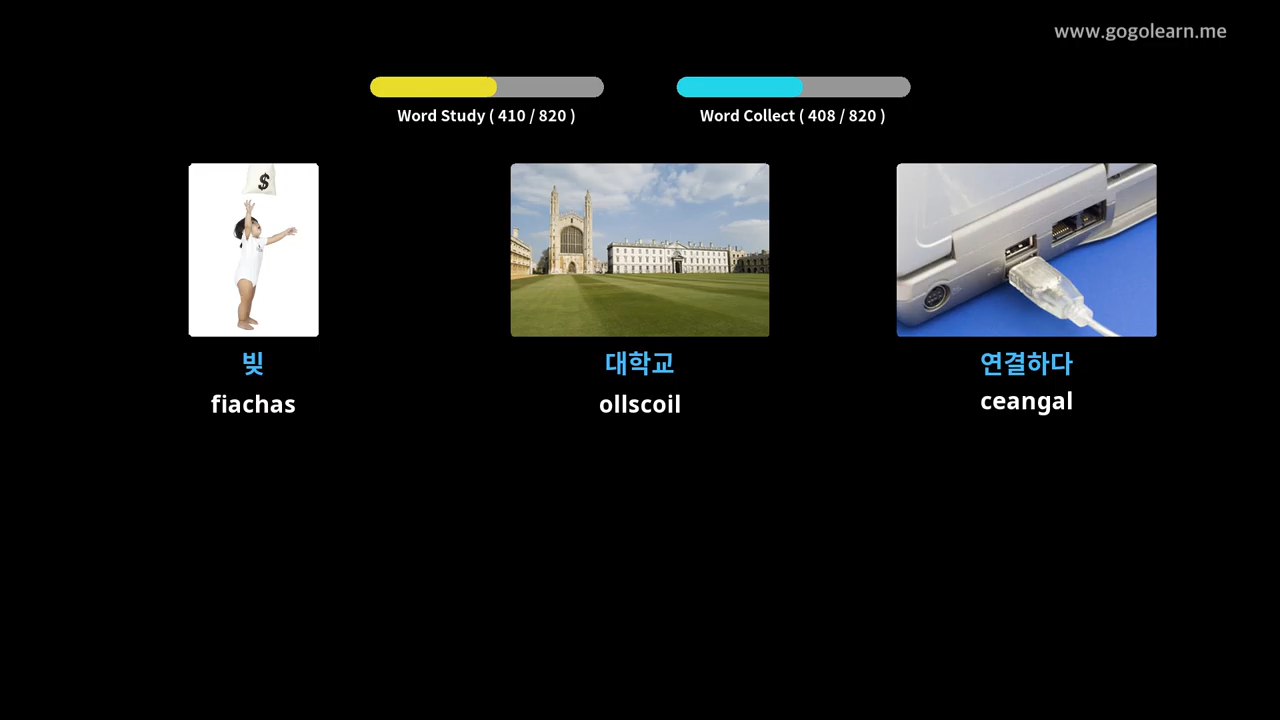 www.gogolearn.me
Word Study ( 410 / 820 )
Word Collect ( 408 / 820 )
$
빚
대학교
연결하다
fiachas
ollscoil
ceangal